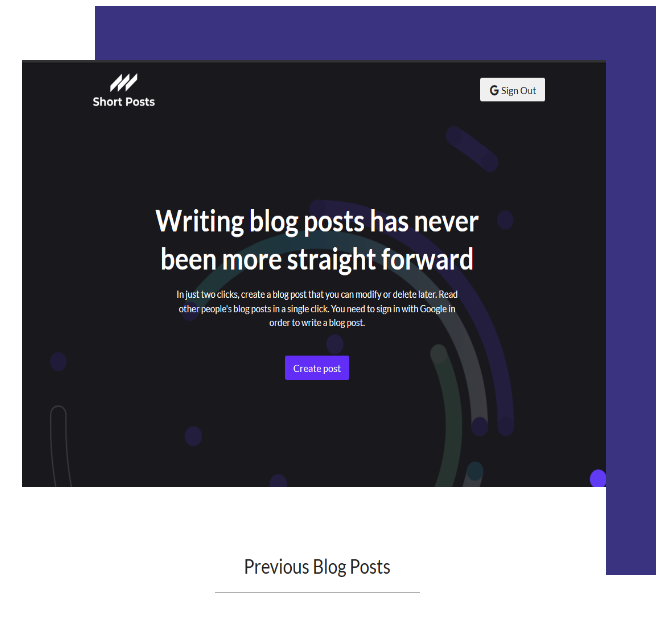 Short Posts
G Sign Out
Writing blog posts has never
been more straight forward
In just two clicks, create a blog post that you can modify or delete later. Read
other people's blog posts in a single click. You need to sign in with Google in
order to write a blog post.
Create post
Previous Blog Posts